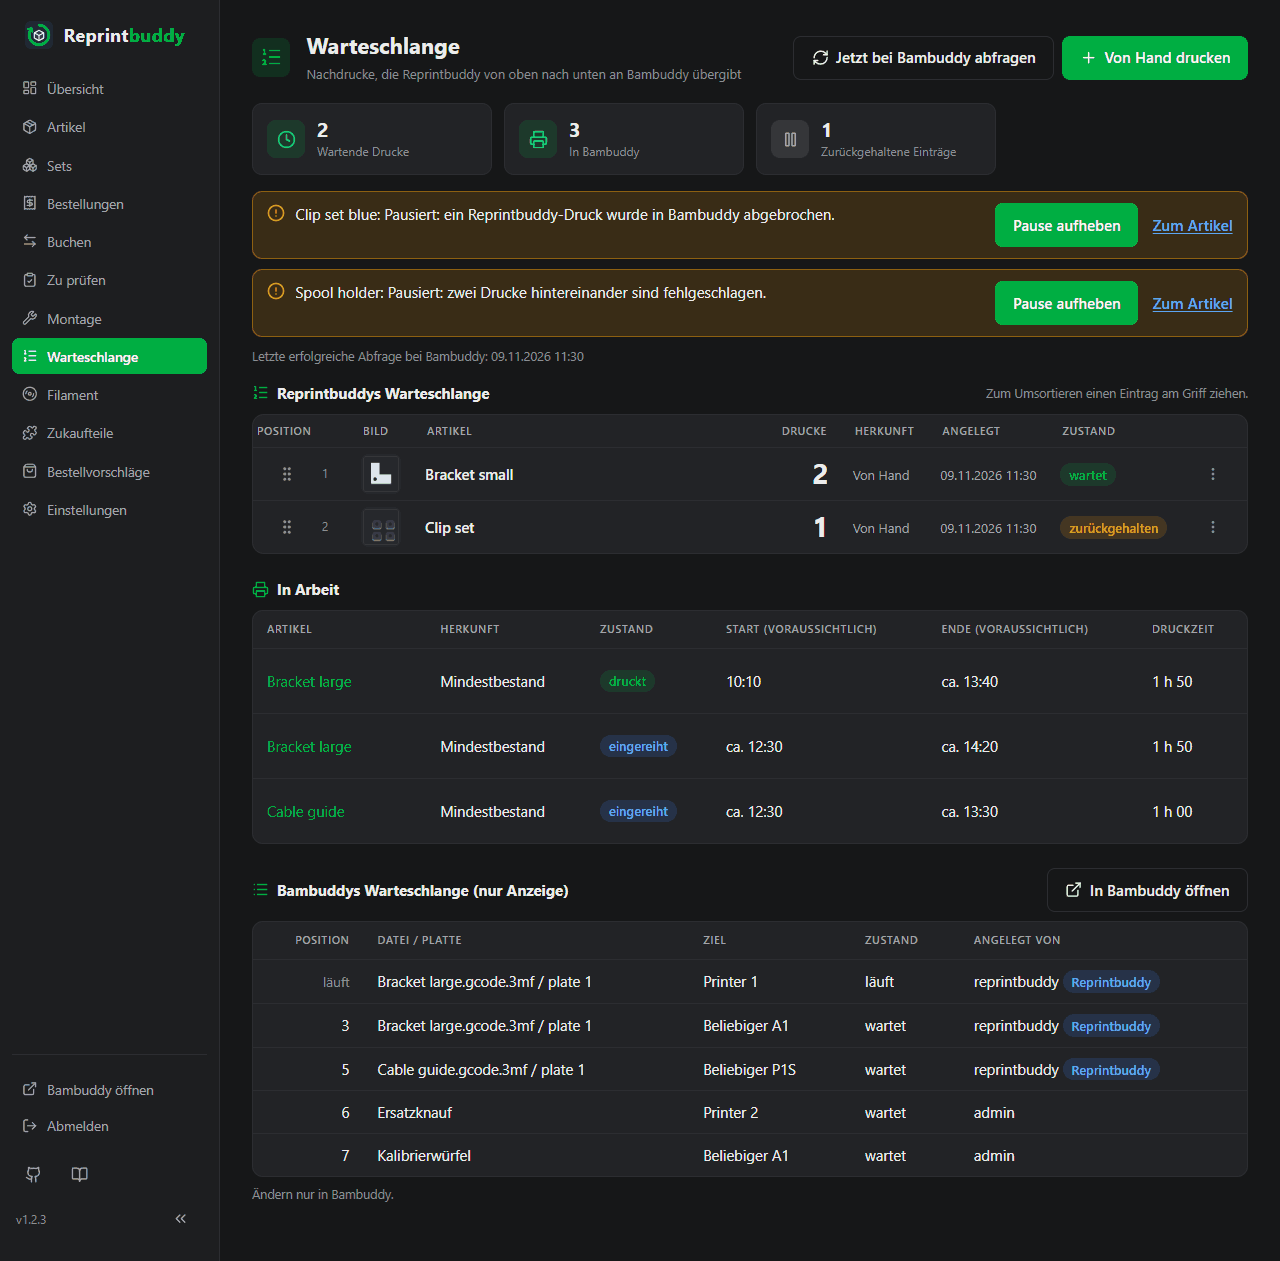 Reprintbuddy
Übersicht
Artikel
Sets
Bestellungen
Buchen
Zu prüfen
Montage
Warteschlange
Filament
Zukaufteile
Bestellvorschläge
Einstellungen
Bambuddy öffnen
Abmelden
v1.2.3
Warteschlange
Nachdrucke, die Reprintbuddy von oben nach unten an Bambuddy übergibt
Jetzt bei Bambuddy abfragen
Von Hand drucken
2
Wartende Drucke
3
In Bambuddy
1
Zurückgehaltene Einträge
Clip set blue: Pausiert: ein Reprintbuddy-Druck wurde in Bambuddy abgebrochen.
Pause aufheben Zum Artikel
Spool holder: Pausiert: zwei Drucke hintereinander sind fehlgeschlagen.
Pause aufheben Zum Artikel
Letzte erfolgreiche Abfrage bei Bambuddy: 09.11.2026 11:30
Reprintbuddys Warteschlange
Zum Umsortieren einen Eintrag am Griff ziehen.
POSITION BILD ARTIKEL DRUCKE HERKUNFT ANGELEGT ZUSTAND
1 Bracket small 2 Von Hand 09.11.2026 11:30 wartet
2 Clip set 1 Von Hand 09.11.2026 11:30 zurückgehalten
In Arbeit
ARTIKEL HERKUNFT ZUSTAND START (VORAUSSICHTLICH) ENDE (VORAUSSICHTLICH) DRUCKZEIT
Bracket large Mindestbestand druckt 10:10 ca. 13:40 1 h 50
Bracket large Mindestbestand eingereiht ca. 12:30 ca. 14:20 1 h 50
Cable guide Mindestbestand eingereiht ca. 12:30 ca. 13:30 1 h 00
Bambuddys Warteschlange (nur Anzeige)
In Bambuddy öffnen
POSITION DATEI / PLATTE ZIEL ZUSTAND ANGELEGT VON
läuft Bracket large.gcode.3mf / plate 1 Printer 1 läuft reprintbuddy Reprintbuddy
3 Bracket large.gcode.3mf / plate 1 Beliebiger A1 wartet reprintbuddy Reprintbuddy
5 Cable guide.gcode.3mf / plate 1 Beliebiger P1S wartet reprintbuddy Reprintbuddy
6 Ersatzknauf Printer 2 wartet admin
7 Kalibrierwürfel Beliebiger A1 wartet admin
Ändern nur in Bambuddy.